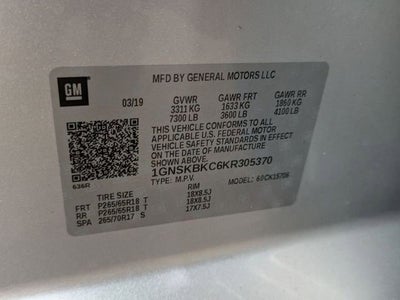 GM
MFD BY GENERAL MOTORS LLC
03/19 GVWR GAWR FRT GAWR RR
3311 KG 1633 KG 1860 KG
7300 LB 3600 LB 4100 LB
THIS VEHICLE CONFORMS TO ALL
APPLICABLE U.S. FEDERAL MOTOR
VEHICLE SAFETY STANDARDS IN EFFECT
ON THE DATE OF MANUFACTURE
SHOWN ABOVE.
1GNSKBKC6KR305370
636R
TYPE: M.P.V. MODEL:
TIRE SIZE RIM
FRT P265/65R18 T 18X8.5J
RR P265/65R18 T 18X8.5J
SPA 265/70R17 S 17X7.5J